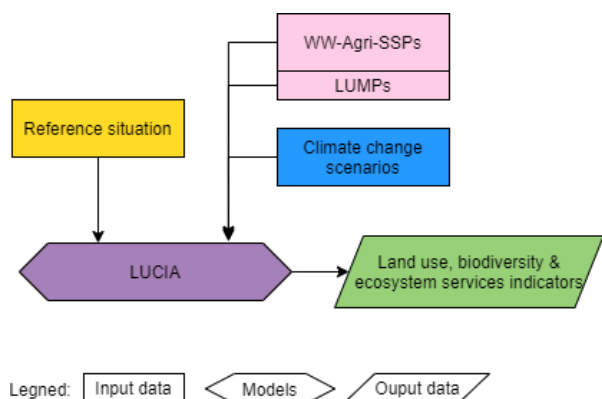 WW-Agri-SSPs
LUMPs
Reference situation
Climate change
scenarios
LUCIA
Land use, biodiversity &
ecosystem services indicators
Legned: Input data Models Ouput data